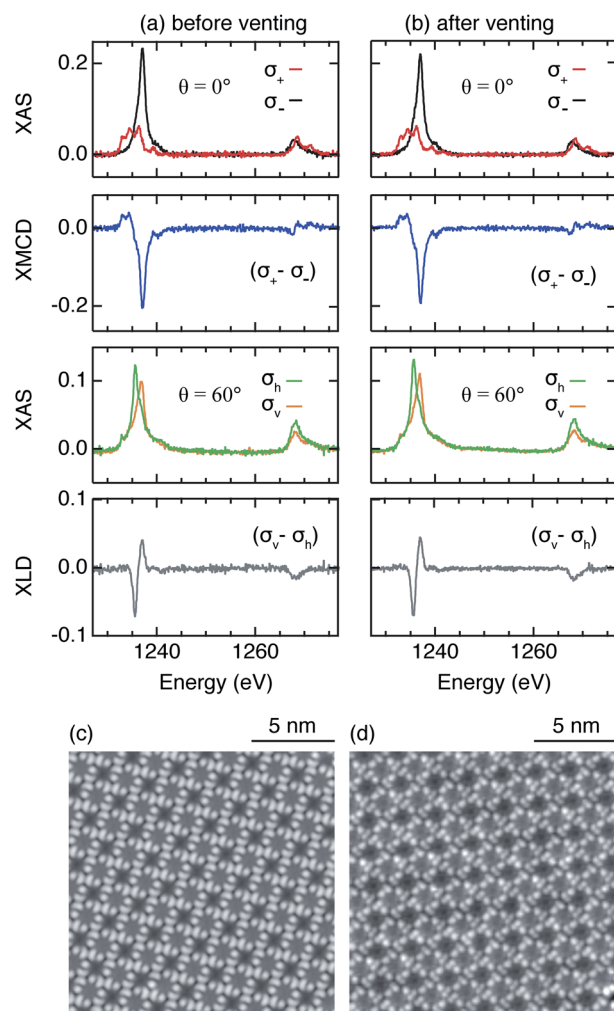 (a) before venting
(b) after venting
XAS
0.2
0.0
θ = 0°
σ+
σ-
θ = 0°
σ+
σ-
XMCD
0.0
-0.2
(σ+- σ-)
(σ+- σ-)
XAS
0.1
0.0
θ = 60°
σh
σv
θ = 60°
σh
σv
XLD
0.1
0.0
-0.1
(σv- σh)
(σv- σh)
1240
1260
1240
1260
Energy (eV)
Energy (eV)
(c)
5 nm
(d)
5 nm